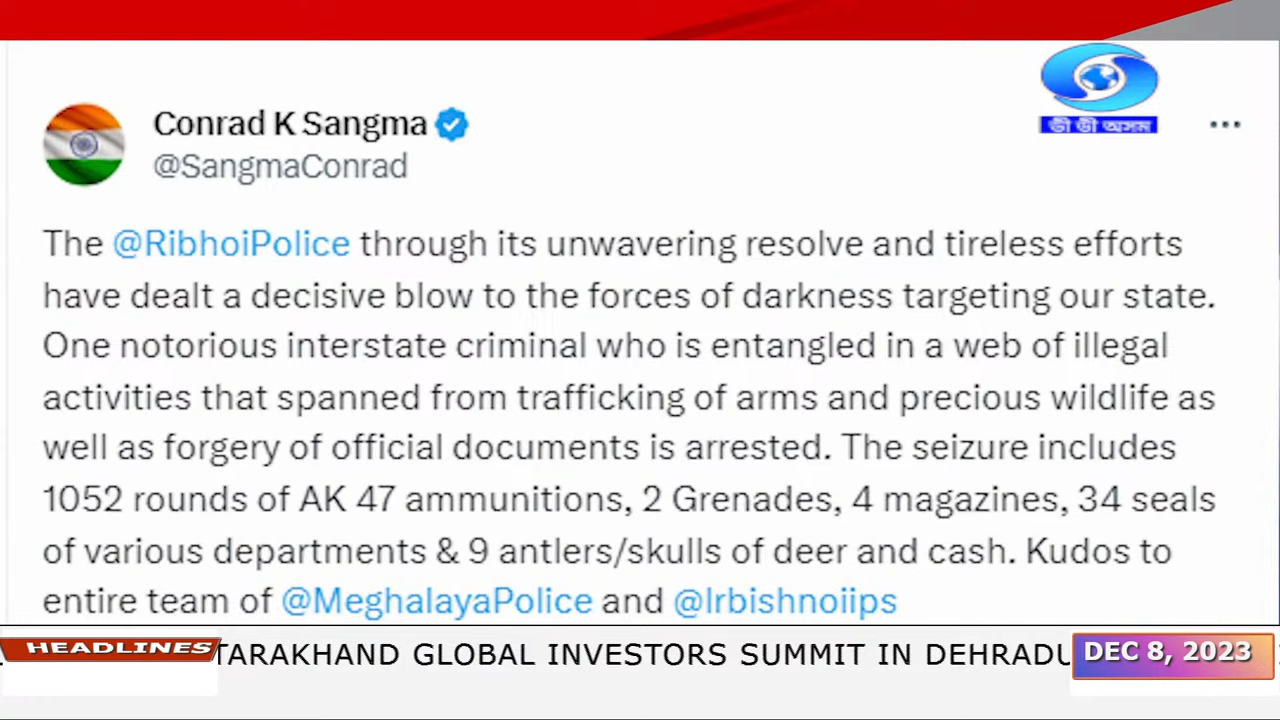 Conrad K Sangma
@SangmaConrad
ডী ডী অসম
The @RibhoiPolice through its unwavering resolve and tireless efforts
have dealt a decisive blow to the forces of darkness targeting our state.
One notorious interstate criminal who is entangled in a web of illegal
activities that spanned from trafficking of arms and precious wildlife as
well as forgery of official documents is arrested. The seizure includes
1052 rounds of AK 47 ammunitions, 2 Grenades, 4 magazines, 34 seals
of various departments & 9 antlers/skulls of deer and cash. Kudos to
entire team of @MeghalayaPolice and @lrbishnoiips
HEADLINES
TARAKHAND GLOBAL INVESTORS SUMMIT IN DEHRADU
DEC 8, 2023